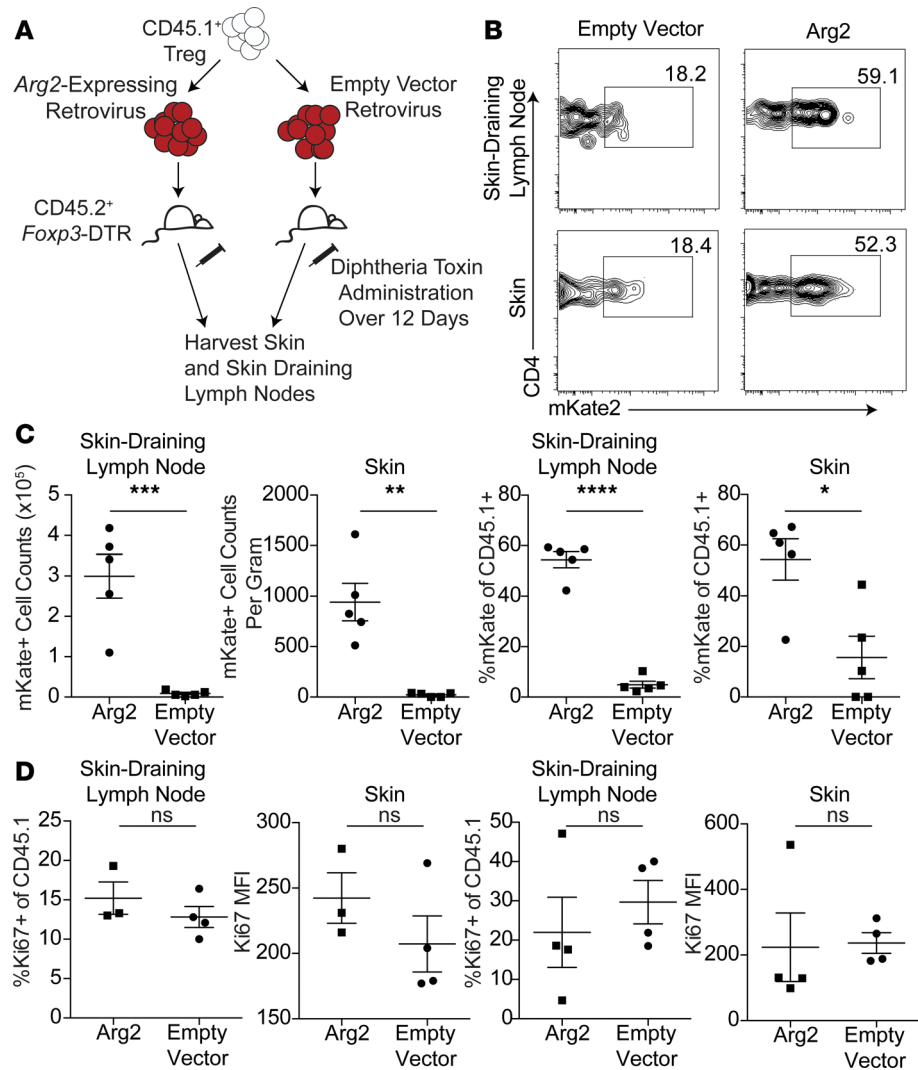 A
CD45.1+
Treg
Arg2-Expressing
Retrovirus
Empty Vector
Retrovirus
CD45.2+
Foxp3-DTR
Diphtheria Toxin
Administration
Over 12 Days
Harvest Skin
and Skin Draining
Lymph Nodes
B
Empty Vector
Arg2
Skin-Draining
Lymph Node
18.2
59.1
Skin
18.4
52.3
CD4
mKate2
C
Skin-Draining
Lymph Node
mKate+ Cell Counts (x10⁵)
5
4
3
2
1
0
***
Arg2
Empty
Vector
Skin
mKate+ Cell Counts
Per Gram
2000
1500
1000
500
0
**
Arg2
Empty
Vector
Skin-Draining
Lymph Node
%mKate of CD45.1+
80
60
40
20
0
****
Arg2
Empty
Vector
Skin
%mKate of CD45.1+
80
60
40
20
0
*
Arg2
Empty
Vector
D
Skin-Draining
Lymph Node
%Ki67+ of CD45.1
25
20
15
10
5
0
ns
Arg2
Empty
Vector
Skin
Ki67 MFI
300
250
200
150
ns
Arg2
Empty
Vector
Skin-Draining
Lymph Node
%Ki67+ of CD45.1
50
40
30
20
10
0
ns
Arg2
Empty
Vector
Skin
Ki67 MFI
600
400
200
0
ns
Arg2
Empty
Vector